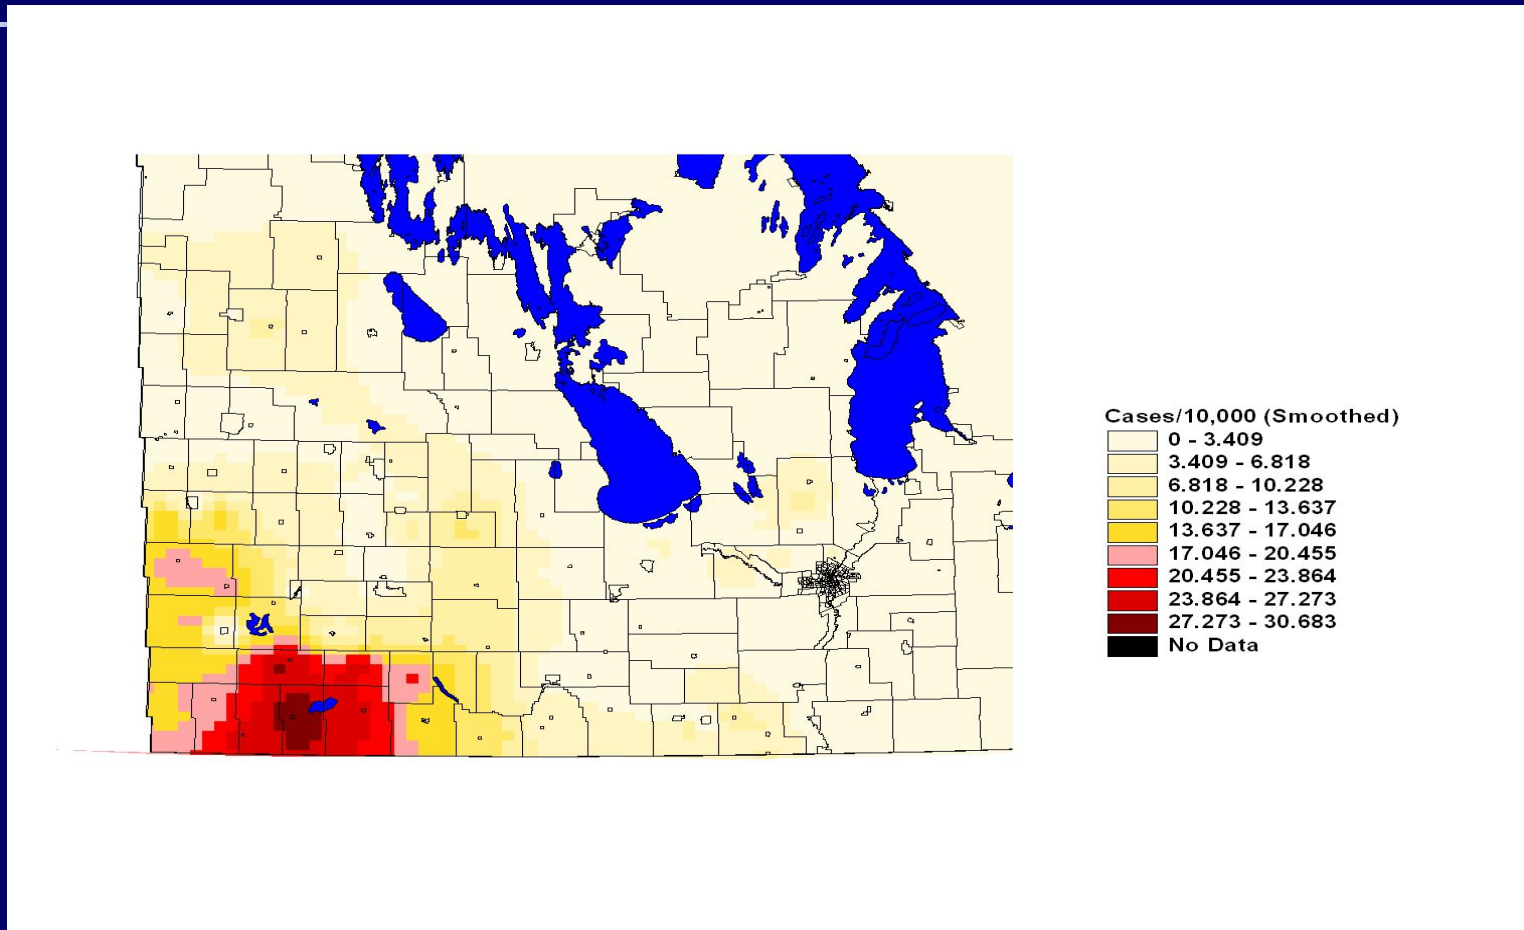 Cases/10,000 (Smoothed)
0 - 3.409
3.409 - 6.818
6.818 - 10.228
10.228 - 13.637
13.637 - 17.046
17.046 - 20.455
20.455 - 23.864
23.864 - 27.273
27.273 - 30.683
No Data